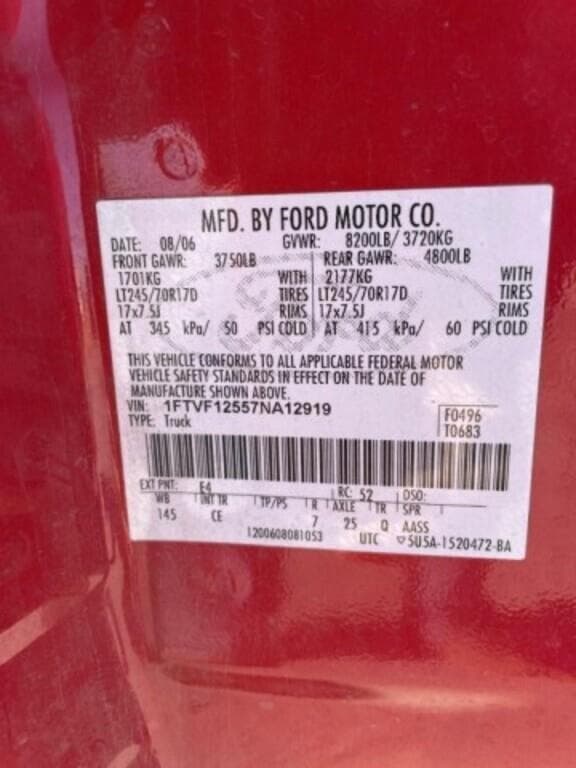 MFD. BY FORD MOTOR CO.
DATE: 08/06 GVWR: 8200LB/ 3720KG
FRONT GAWR: 3750LB REAR GAWR: 4800LB
1701KG WITH 2177KG WITH
LT245/70R17D TIRES LT245/70R17D TIRES
17x7.5J RIMS 17x7.5J RIMS
AT 345 kPa/ 50 PSI COLD AT 415 kPa/ 60 PSI COLD
THIS VEHICLE CONFORMS TO ALL APPLICABLE FEDERAL MOTOR
VEHICLE SAFETY STANDARDS IN EFFECT ON THE DATE OF
MANUFACTURE SHOWN ABOVE.
VIN: 1FTVF12557NA12919 F0496
TYPE: Truck T0683
EXT PNT: E4 RC: 52 DSO:
WB INT TR TP/PS R AXLE TR SPR
145 CE 7 25 Q AASS
1200608081053 UTC ▽5U5A-1520472-BA